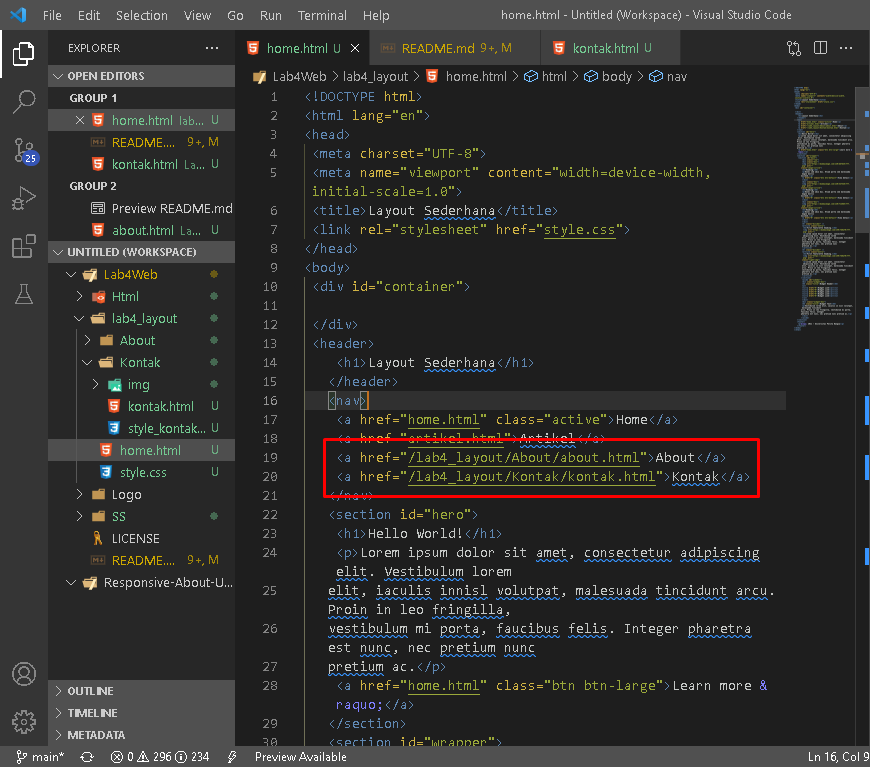 File Edit Selection View Go Run Terminal Help home.html - Untitled (Workspace) - Visual Studio Code
EXPLORER ···
OPEN EDITORS
GROUP 1
home.html lab... U
README.... 9+, M
kontak.html La... U
GROUP 2
Preview README.md
about.html La... U
UNTITLED (WORKSPACE)
Lab4Web
Html
lab4_layout
About
Kontak
img
kontak.html U
style_kontak... U
home.html U
style.css U
Logo
SS
LICENSE
README.... 9+, M
Responsive-About-U...
OUTLINE
TIMELINE
METADATA
25
home.html U README.md 9+, M kontak.html U
Lab4Web > lab4_layout > home.html > html > body > nav
1 <!DOCTYPE html>
2 <html lang="en">
3 <head>
4 <meta charset="UTF-8">
5 <meta name="viewport" content="width=device-width,
initial-scale=1.0">
6 <title>Layout Sederhana</title>
7 <link rel="stylesheet" href="style.css">
8 </head>
9 <body>
10 <div id="container">
11
12 </div>
13 <header>
14 <h1>Layout Sederhana</h1>
15 </header>
16 <nav>
17 <a href="home.html" class="active">Home</a>
18 <a href="artikel.html">Artikel</a>
19 <a href="/lab4_layout/About/about.html">About</a>
20 <a href="/lab4_layout/Kontak/kontak.html">Kontak</a>
21 </nav>
22 <section id="hero">
23 <h1>Hello World!</h1>
24 <p>Lorem ipsum dolor sit amet, consectetur adipiscing
elit. Vestibulum lorem
25 elit, iaculis innisl volutpat, malesuada tincidunt arcu.
Proin in leo fringilla,
26 vestibulum mi porta, faucibus felis. Integer pharetra
est nunc, nec pretium nunc
27 pretium ac.</p>
28 <a href="home.html" class="btn btn-large">Learn more &
raquo;</a>
29 </section>
30 <section id="wrapper">
main* 0 296 234 Preview Available Ln 16, Col 9